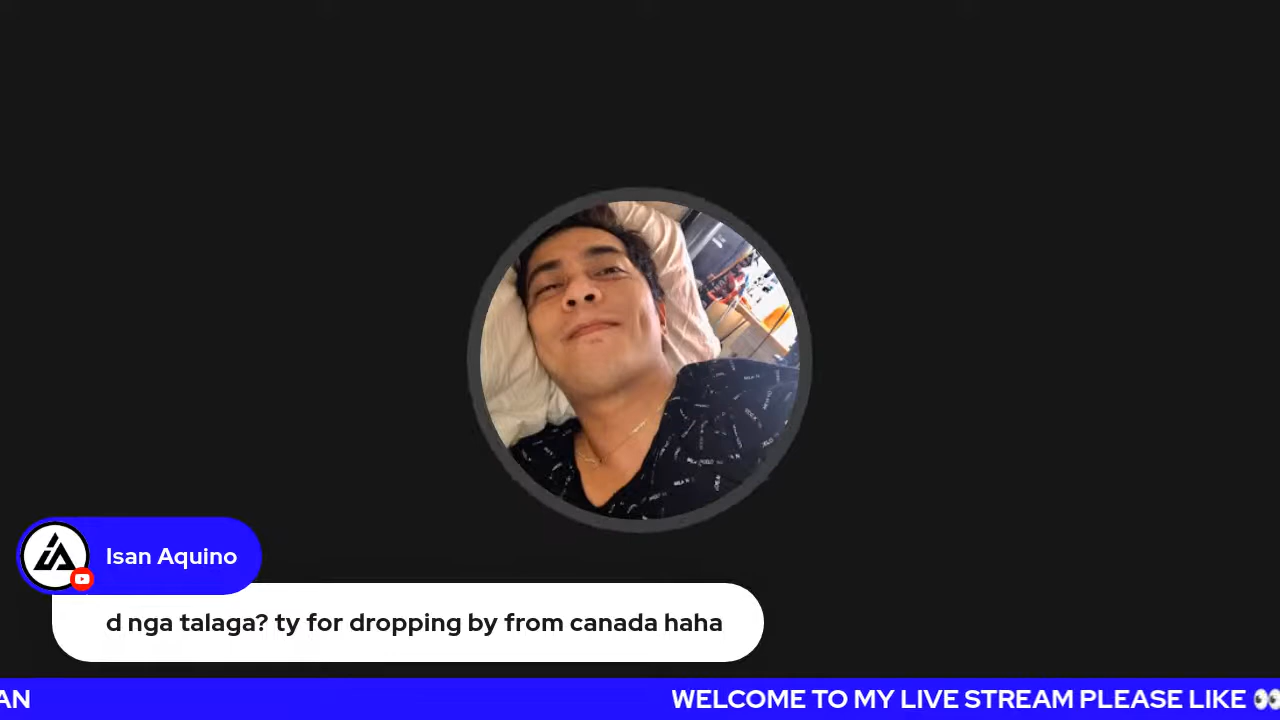 Isan Aquino
d nga talaga? ty for dropping by from canada haha
AN WELCOME TO MY LIVE STREAM PLEASE LIKE 👀